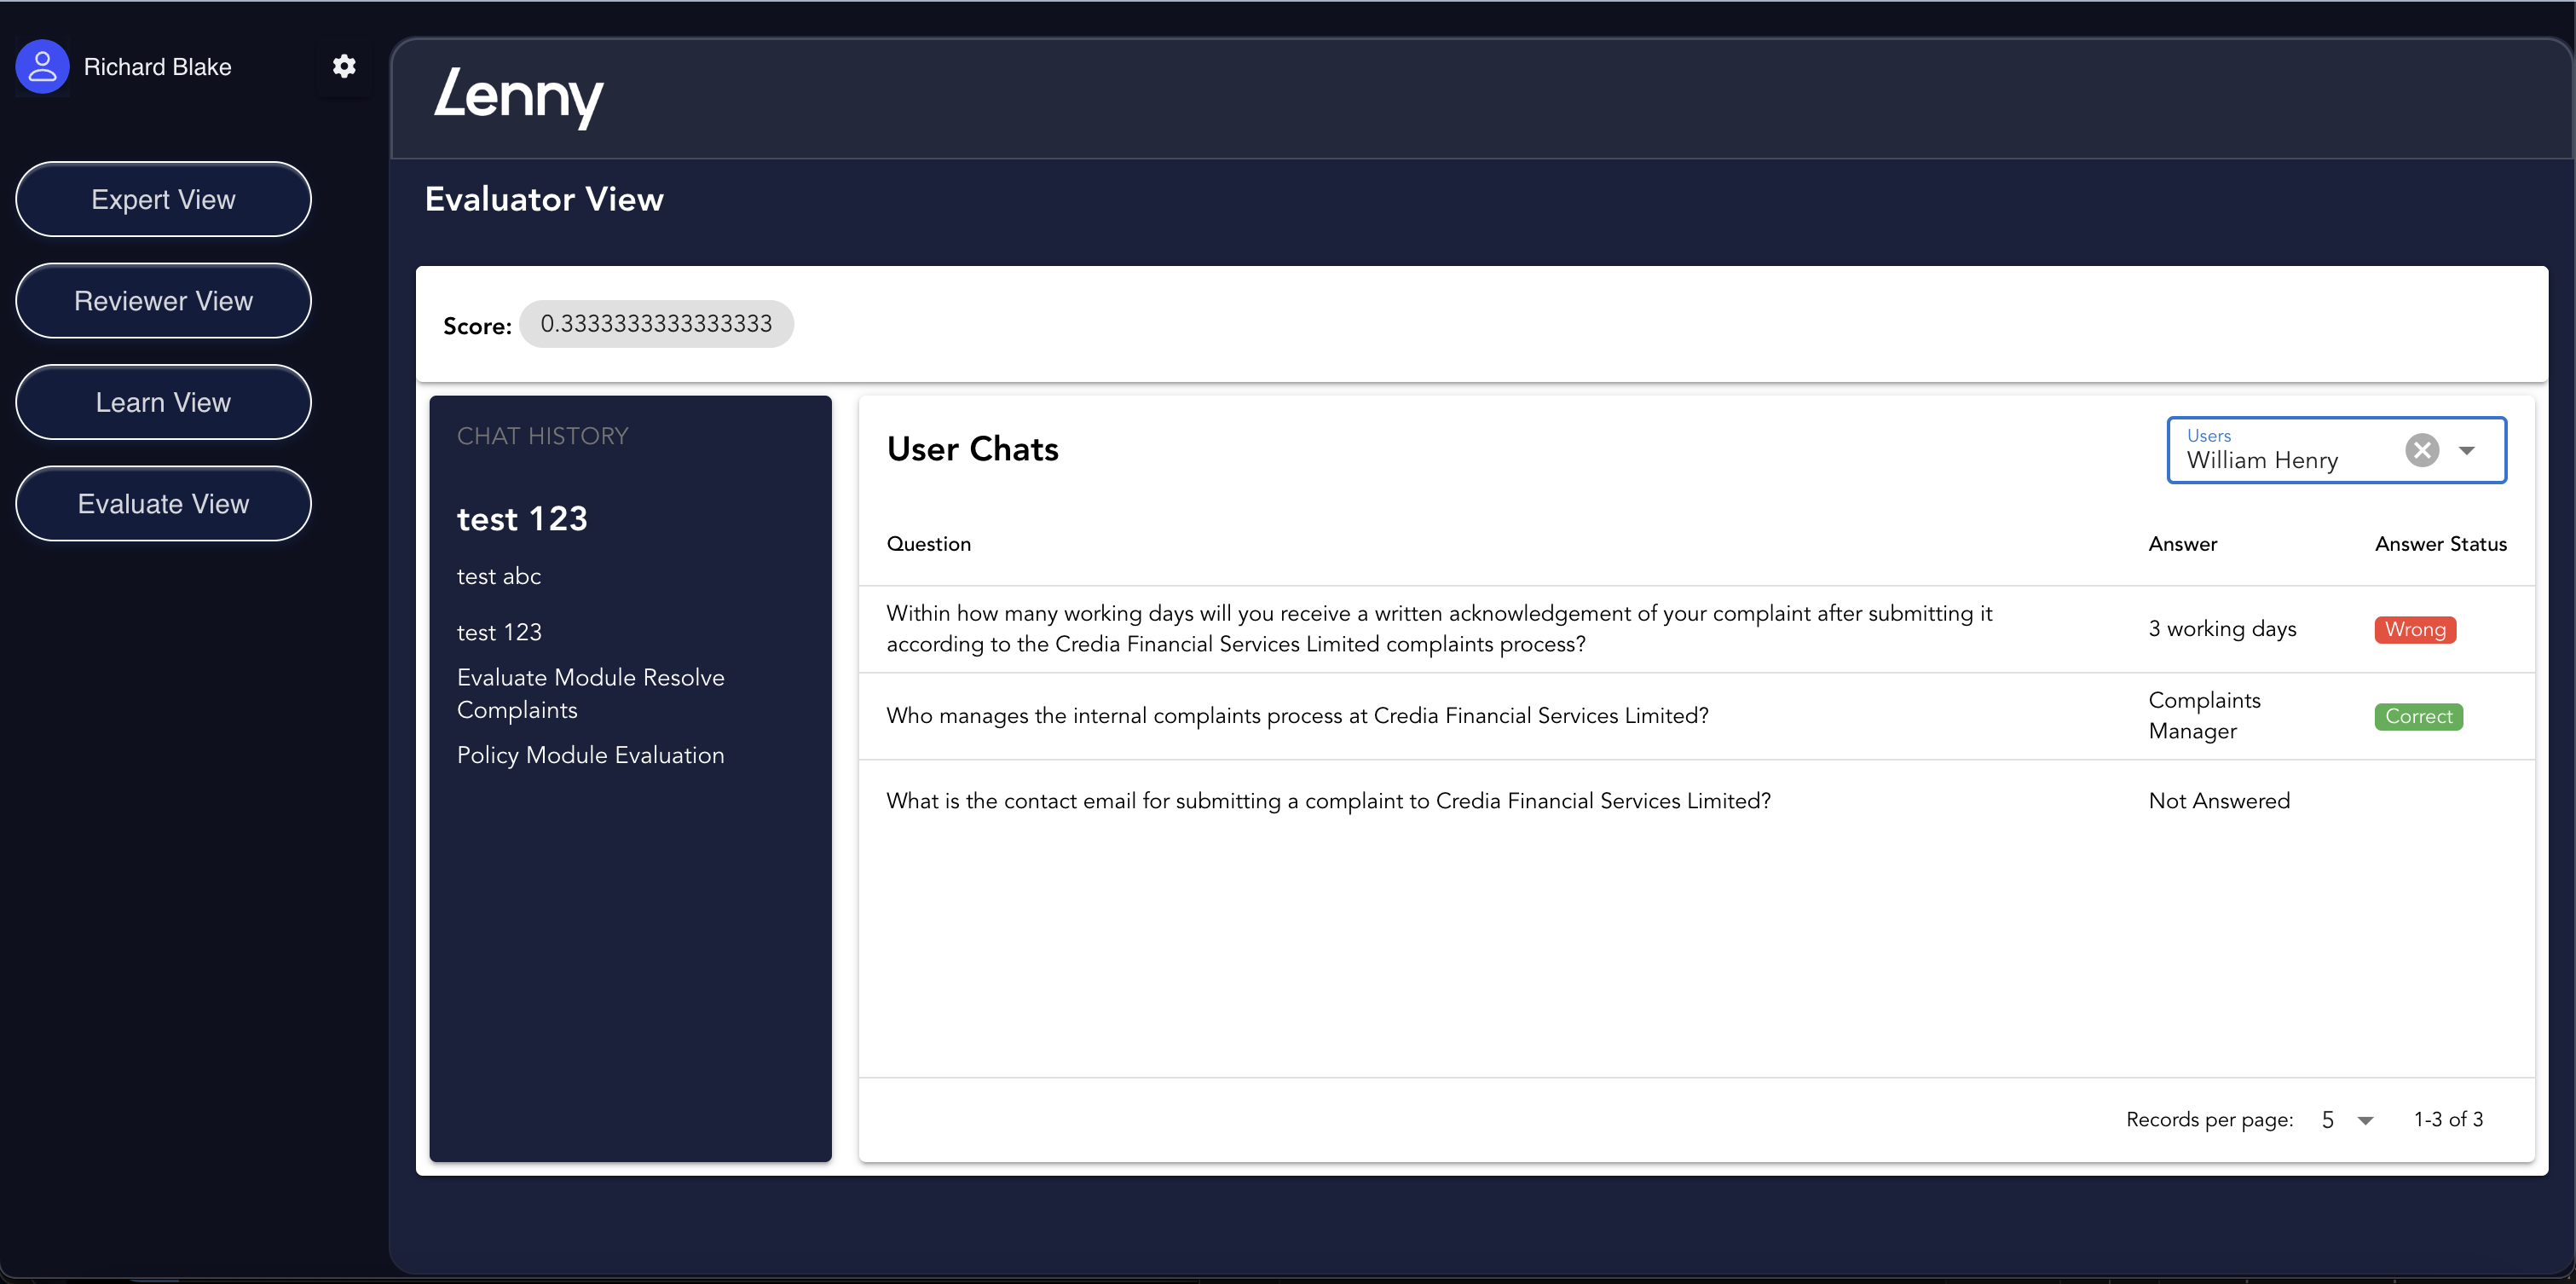 Richard Blake
Expert View
Reviewer View
Learn View
Evaluate View
Lenny
Evaluator View
Score: 0.3333333333333333
CHAT HISTORY
test 123
test abc
test 123
Evaluate Module Resolve
Complaints
Policy Module Evaluation
User Chats
Users
William Henry
Question Answer Answer Status
Within how many working days will you receive a written acknowledgement of your complaint after submitting it
according to the Credia Financial Services Limited complaints process?
3 working days
Wrong
Who manages the internal complaints process at Credia Financial Services Limited?
Complaints
Manager
Correct
What is the contact email for submitting a complaint to Credia Financial Services Limited?
Not Answered
Records per page: 5 1-3 of 3